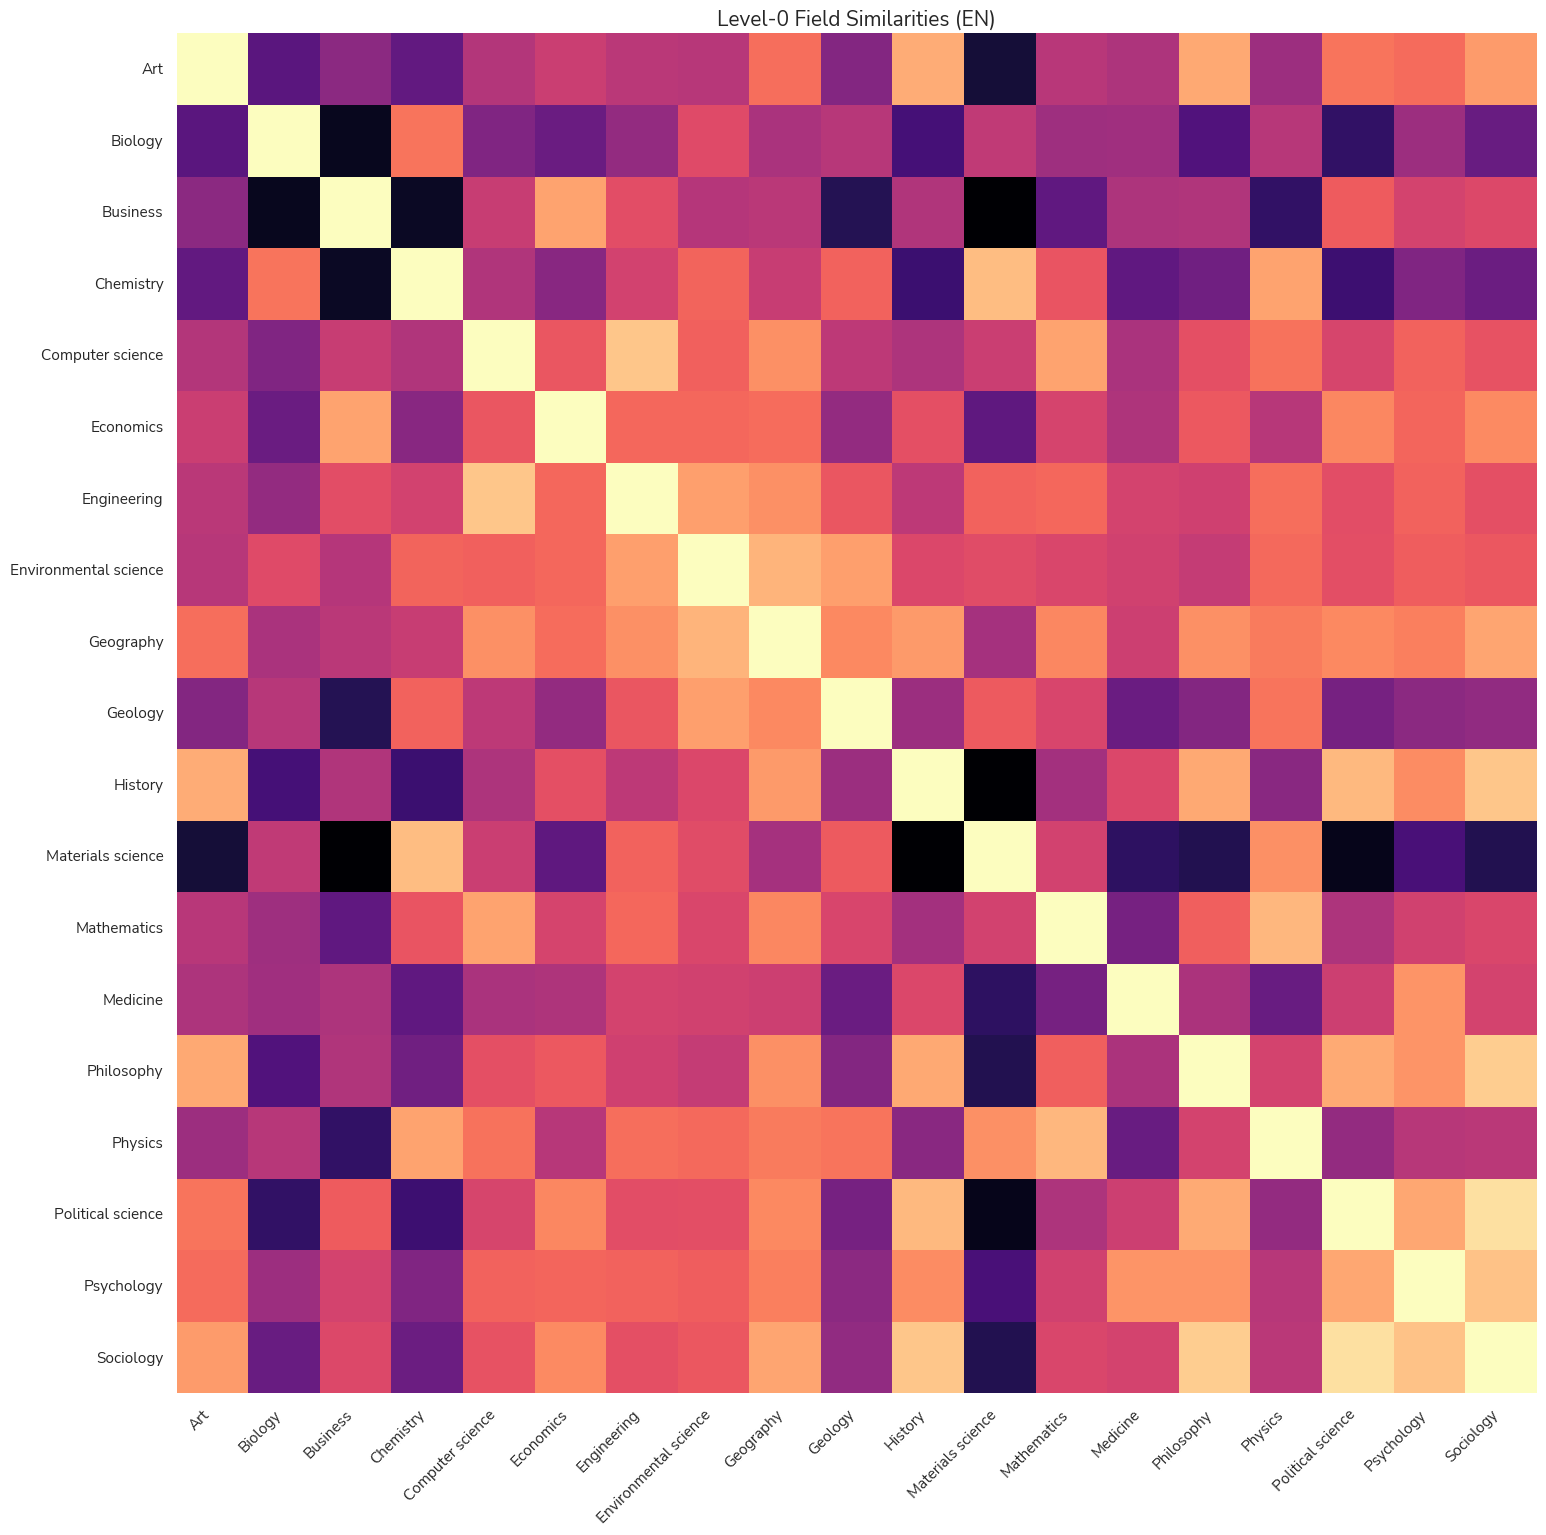 Level-0 Field Similarities (EN)
Art
Biology
Business
Chemistry
Computer science
Economics
Engineering
Environmental science
Geography
Geology
History
Materials science
Mathematics
Medicine
Philosophy
Physics
Political science
Psychology
Sociology
Art
Biology
Business
Chemistry
Computer science
Economics
Engineering
Environmental science
Geography
Geology
History
Materials science
Mathematics
Medicine
Philosophy
Physics
Political science
Psychology
Sociology